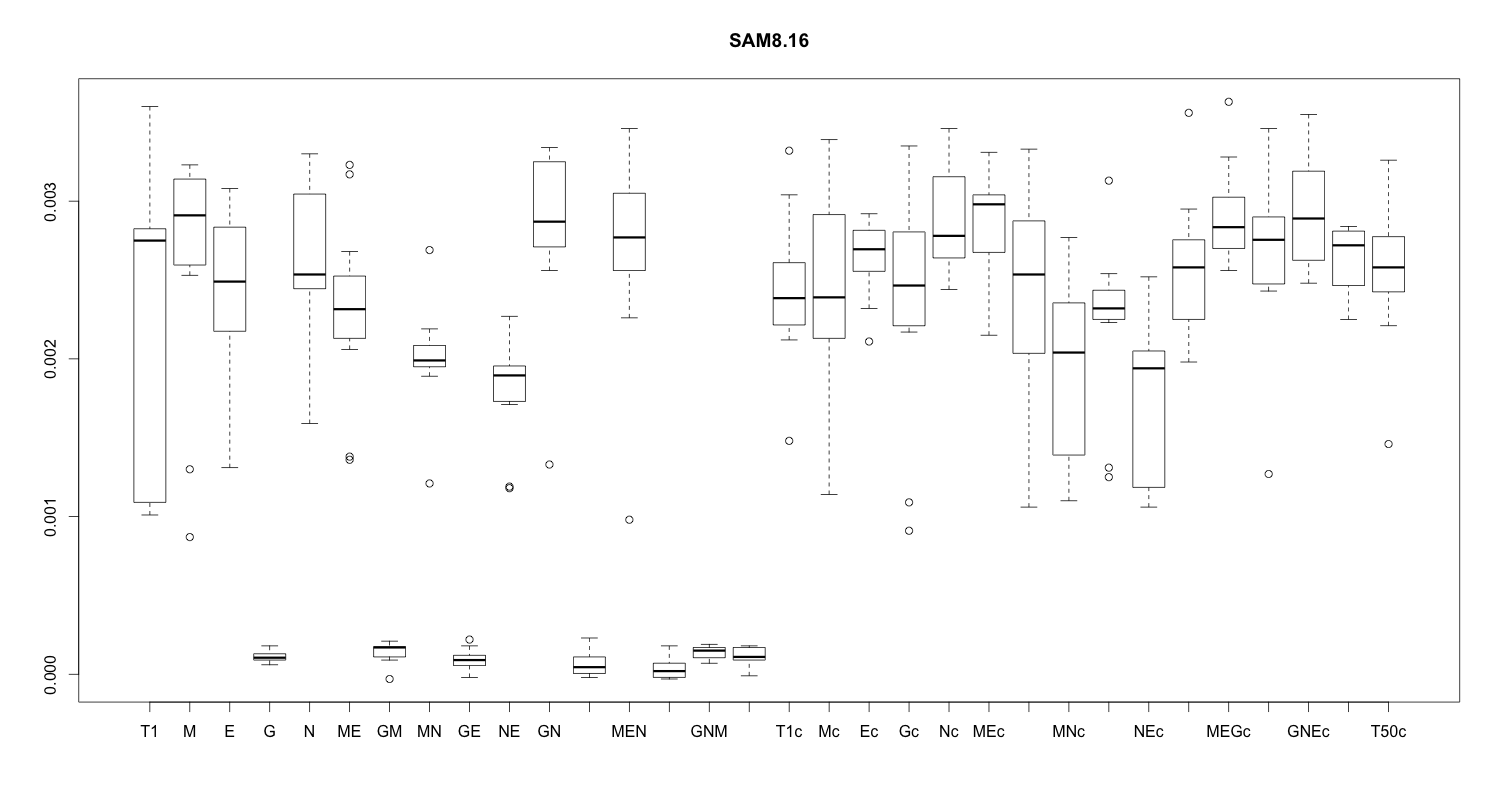 SAM8.16
0.003
0.002
0.001
0.000
T1 M E G N ME GM MN GE NE GN MEN GNM T1c Mc Ec Gc Nc MEc MNc NEc MEGc GNEc T50c